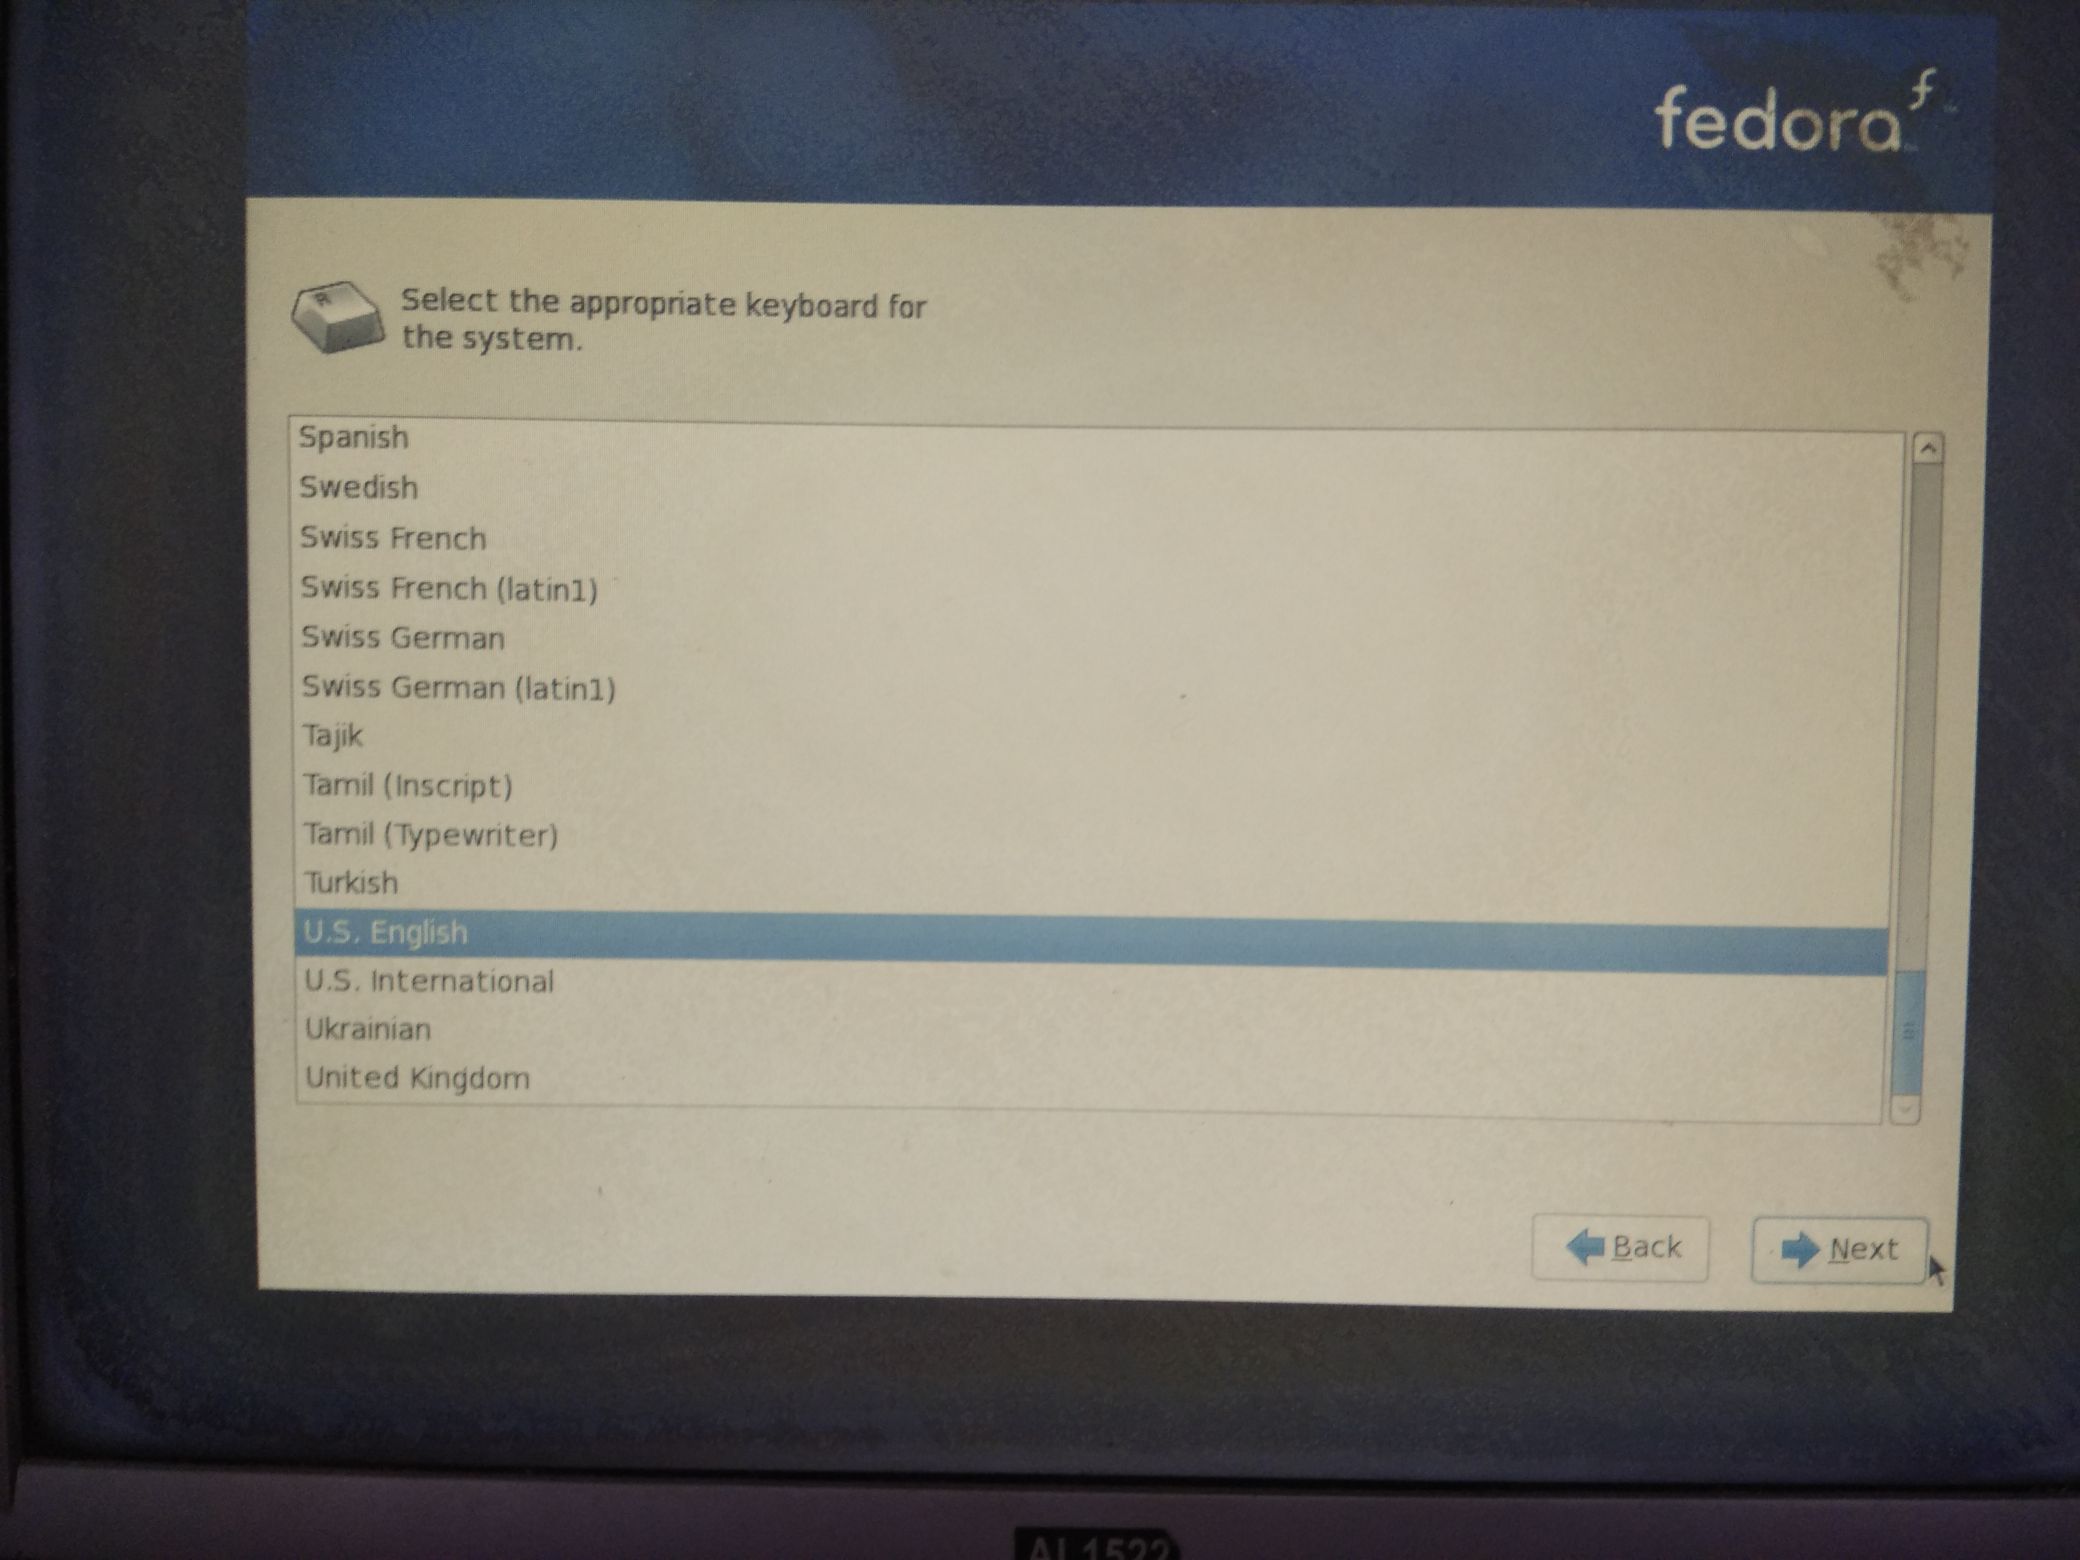 fedora
Select the appropriate keyboard for
the system.
Spanish
Swedish
Swiss French
Swiss French (latin1)
Swiss German
Swiss German (latin1)
Tajik
Tamil (Inscript)
Tamil (Typewriter)
Turkish
U.S. English
U.S. International
Ukrainian
United Kingdom
Back
Next
AL1522